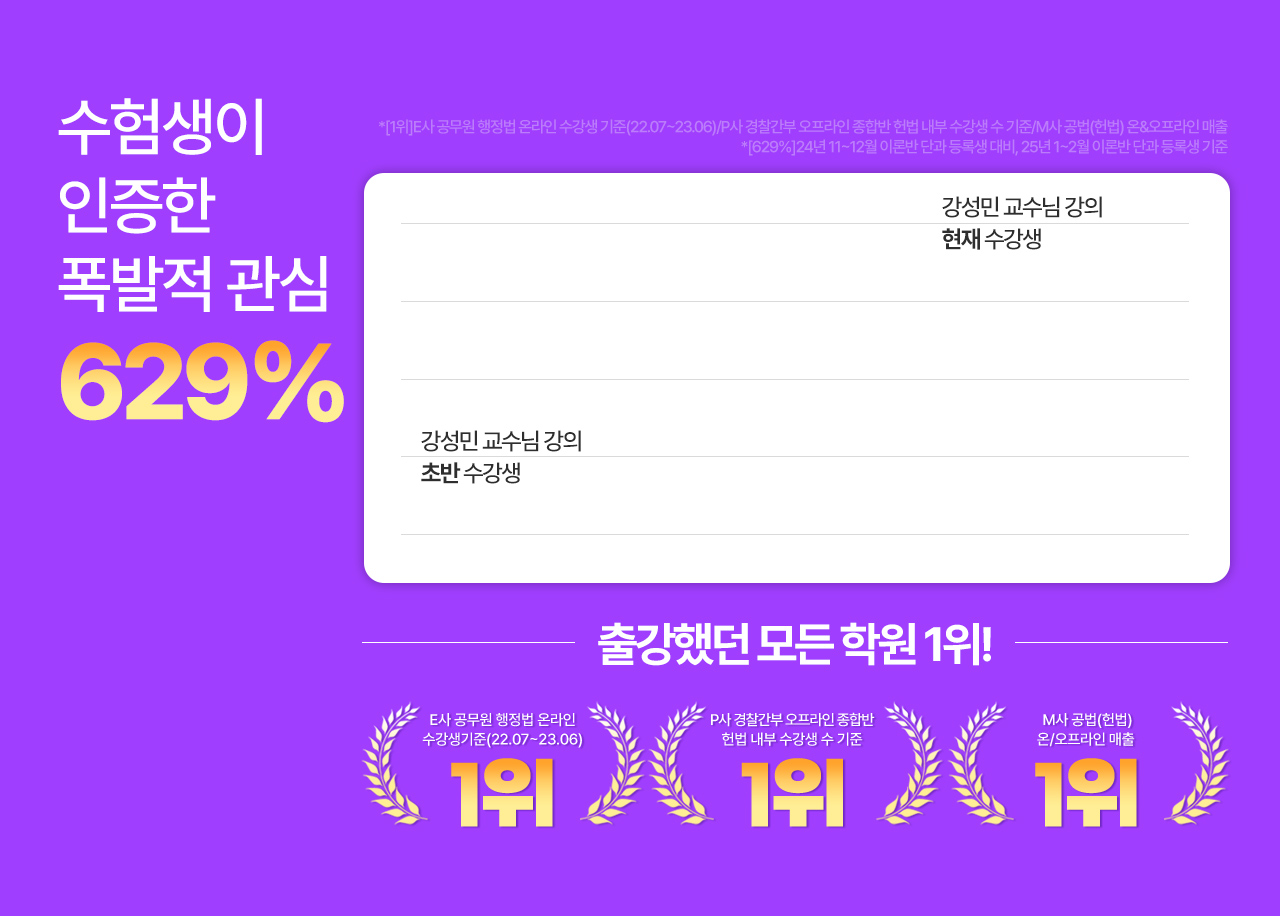 수험생이
인증한
폭발적 관심
629%
*[1위]E사 공무원 행정법 온라인 수강생 기준(22.07~23.06)/P사 경찰간부 오프라인 종합반 헌법 내부 수강생 수 기준/M사 공법(헌법) 온&오프라인 매출
*[629%]24년 11~12월 이론반 단과 등록생 대비, 25년 1~2월 이론반 단과 등록생 기준
강성민 교수님 강의
현재 수강생
강성민 교수님 강의
초반 수강생
출강했던 모든 학원 1위!
E사 공무원 행정법 온라인
수강생기준(22.07~23.06)
1위
P사 경찰간부 오프라인 종합반
헌법 내부 수강생 수 기준
1위
M사 공법(헌법)
온/오프라인 매출
1위